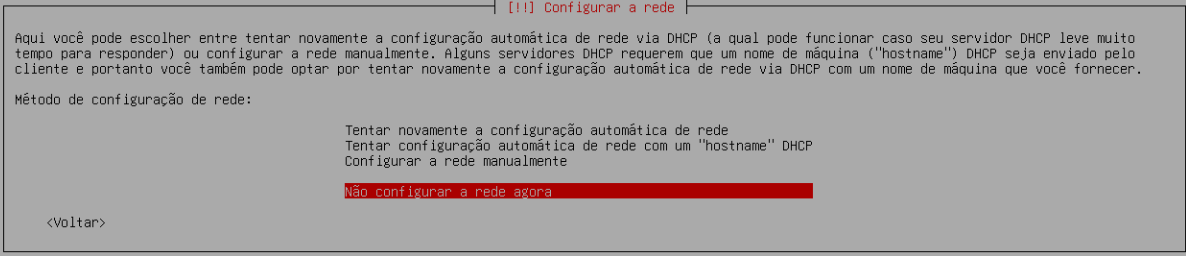 [!!] Configurar a rede
Aqui você pode escolher entre tentar novamente a configuração automática de rede via DHCP (a qual pode funcionar caso seu servidor DHCP leve muito
tempo para responder) ou configurar a rede manualmente. Alguns servidores DHCP requerem que um nome de máquina ("hostname") DHCP seja enviado pelo
cliente e portanto você também pode optar por tentar novamente a configuração automática de rede via DHCP com um nome de máquina que você fornecer.
Método de configuração de rede:
Tentar novamente a configuração automática de rede
Tentar configuração automática de rede com um "hostname" DHCP
Configurar a rede manualmente
Não configurar a rede agora
<Voltar>